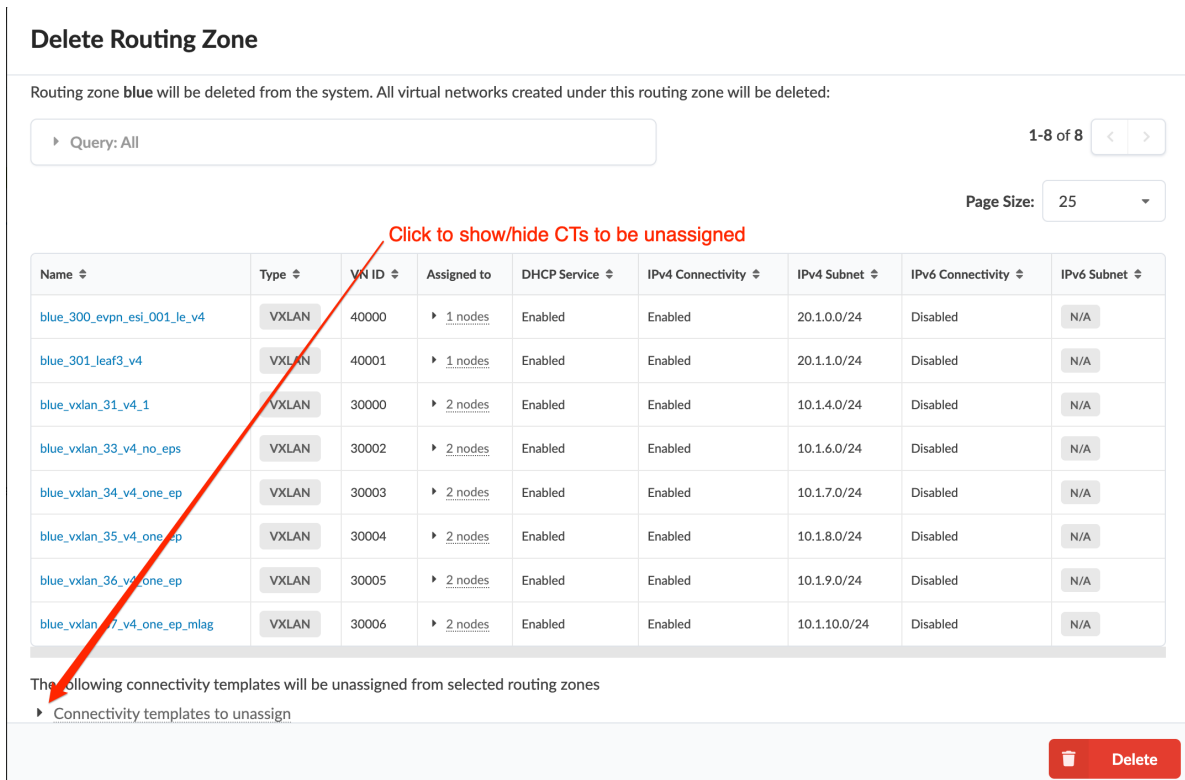 Delete Routing Zone
Routing zone blue will be deleted from the system. All virtual networks created under this routing zone will be deleted:
Query: All
1-8 of 8
Page Size: 25
Click to show/hide CTs to be unassigned
Name Type VN ID Assigned to DHCP Service IPv4 Connectivity IPv4 Subnet IPv6 Connectivity IPv6 Subnet
blue_300_evpn_esi_001_le_v4 VXLAN 40000 1 nodes Enabled Enabled 20.1.0.0/24 Disabled N/A
blue_301_leaf3_v4 VXLAN 40001 1 nodes Enabled Enabled 20.1.1.0/24 Disabled N/A
blue_vxlan_31_v4_1 VXLAN 30000 2 nodes Enabled Enabled 10.1.4.0/24 Disabled N/A
blue_vxlan_33_v4_no_eps VXLAN 30002 2 nodes Enabled Enabled 10.1.6.0/24 Disabled N/A
blue_vxlan_34_v4_one_ep VXLAN 30003 2 nodes Enabled Enabled 10.1.7.0/24 Disabled N/A
blue_vxlan_35_v4_one_ep VXLAN 30004 2 nodes Enabled Enabled 10.1.8.0/24 Disabled N/A
blue_vxlan_36_v4_one_ep VXLAN 30005 2 nodes Enabled Enabled 10.1.9.0/24 Disabled N/A
blue_vxlan_37_v4_one_ep_mlag VXLAN 30006 2 nodes Enabled Enabled 10.1.10.0/24 Disabled N/A
The following connectivity templates will be unassigned from selected routing zones
Connectivity templates to unassign
Delete